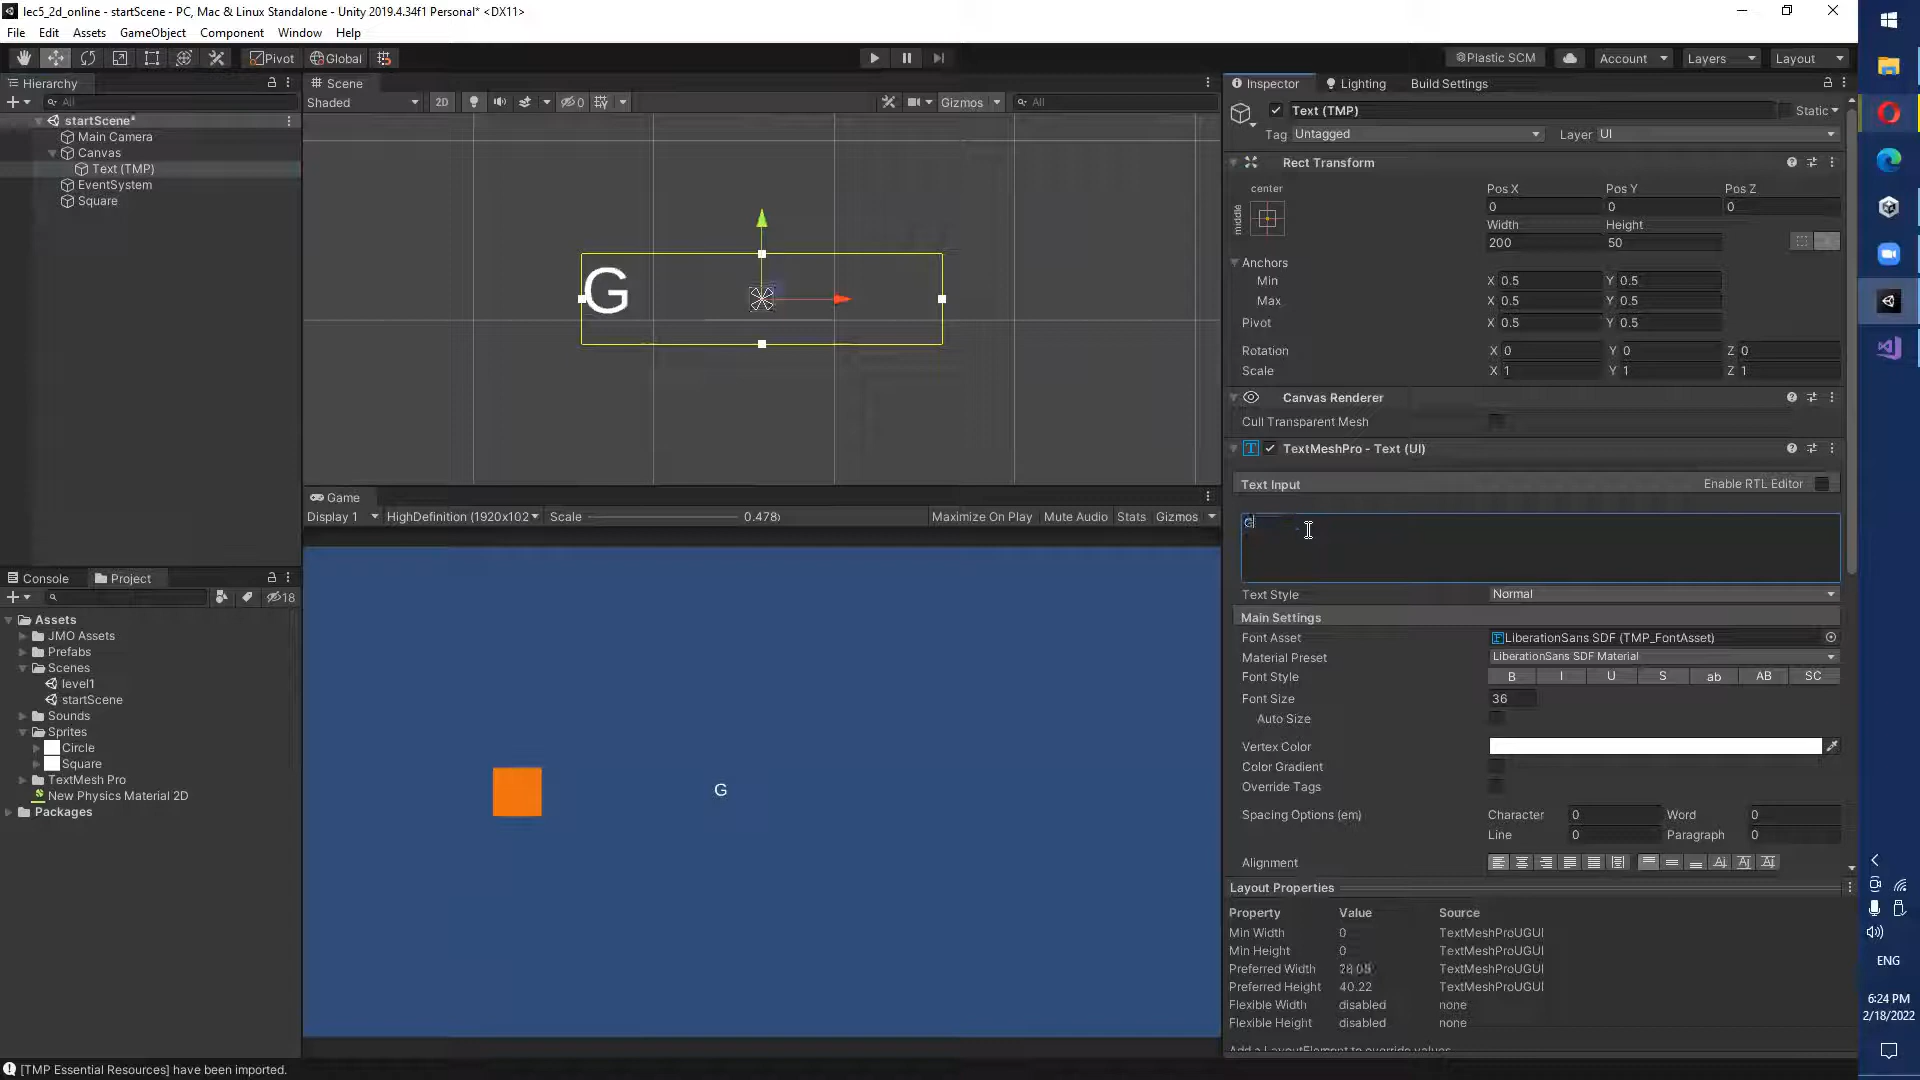 lec5_2d_online - startScene - PC, Mac & Linux Standalone - Unity 2019.4.34f1 Personal* <DX11>
File Edit Assets GameObject Component Window Help
Pivot Global Plastic SCM Account Layers Layout
Hierarchy
All
startScene*
Main Camera
Canvas
Text (TMP)
EventSystem
Square
Scene
Shaded 2D 0 Gizmos All
G
Game
Display 1 HighDefinition (1920x102 Scale 0.478) Maximize On Play Mute Audio Stats Gizmos
G
Console Project
18
Assets
JMO Assets
Prefabs
Scenes
level1
startScene
Sounds
Sprites
Circle
Square
TextMesh Pro
New Physics Material 2D
Packages
[TMP Essential Resources] have been imported.
Inspector Lighting Build Settings
Text (TMP) Static
Tag Untagged Layer UI
Rect Transform
center Pos X Pos Y Pos Z
middle 0 0 0
Width Height
200 50
Anchors
Min X 0.5 Y 0.5
Max X 0.5 Y 0.5
Pivot X 0.5 Y 0.5
Rotation X 0 Y 0 Z 0
Scale X 1 Y 1 Z 1
Canvas Renderer
Cull Transparent Mesh
TextMeshPro - Text (UI)
Text Input Enable RTL Editor
G
Text Style Normal
Main Settings
Font Asset LiberationSans SDF (TMP_FontAsset)
Material Preset LiberationSans SDF Material
Font Style B I U S ab AB SC
Font Size 36
Auto Size
Vertex Color
Color Gradient
Override Tags
Spacing Options (em) Character 0 Word 0
Line 0 Paragraph 0
Alignment
Layout Properties
Property Value Source
Min Width 0 TextMeshProUGUI
Min Height 0 TextMeshProUGUI
Preferred Width TextMeshProUGUI
Preferred Height 40.22 TextMeshProUGUI
Flexible Width disabled none
Flexible Height disabled none
Add a LayoutElement to override values
ENG
6:24 PM
2/18/2022